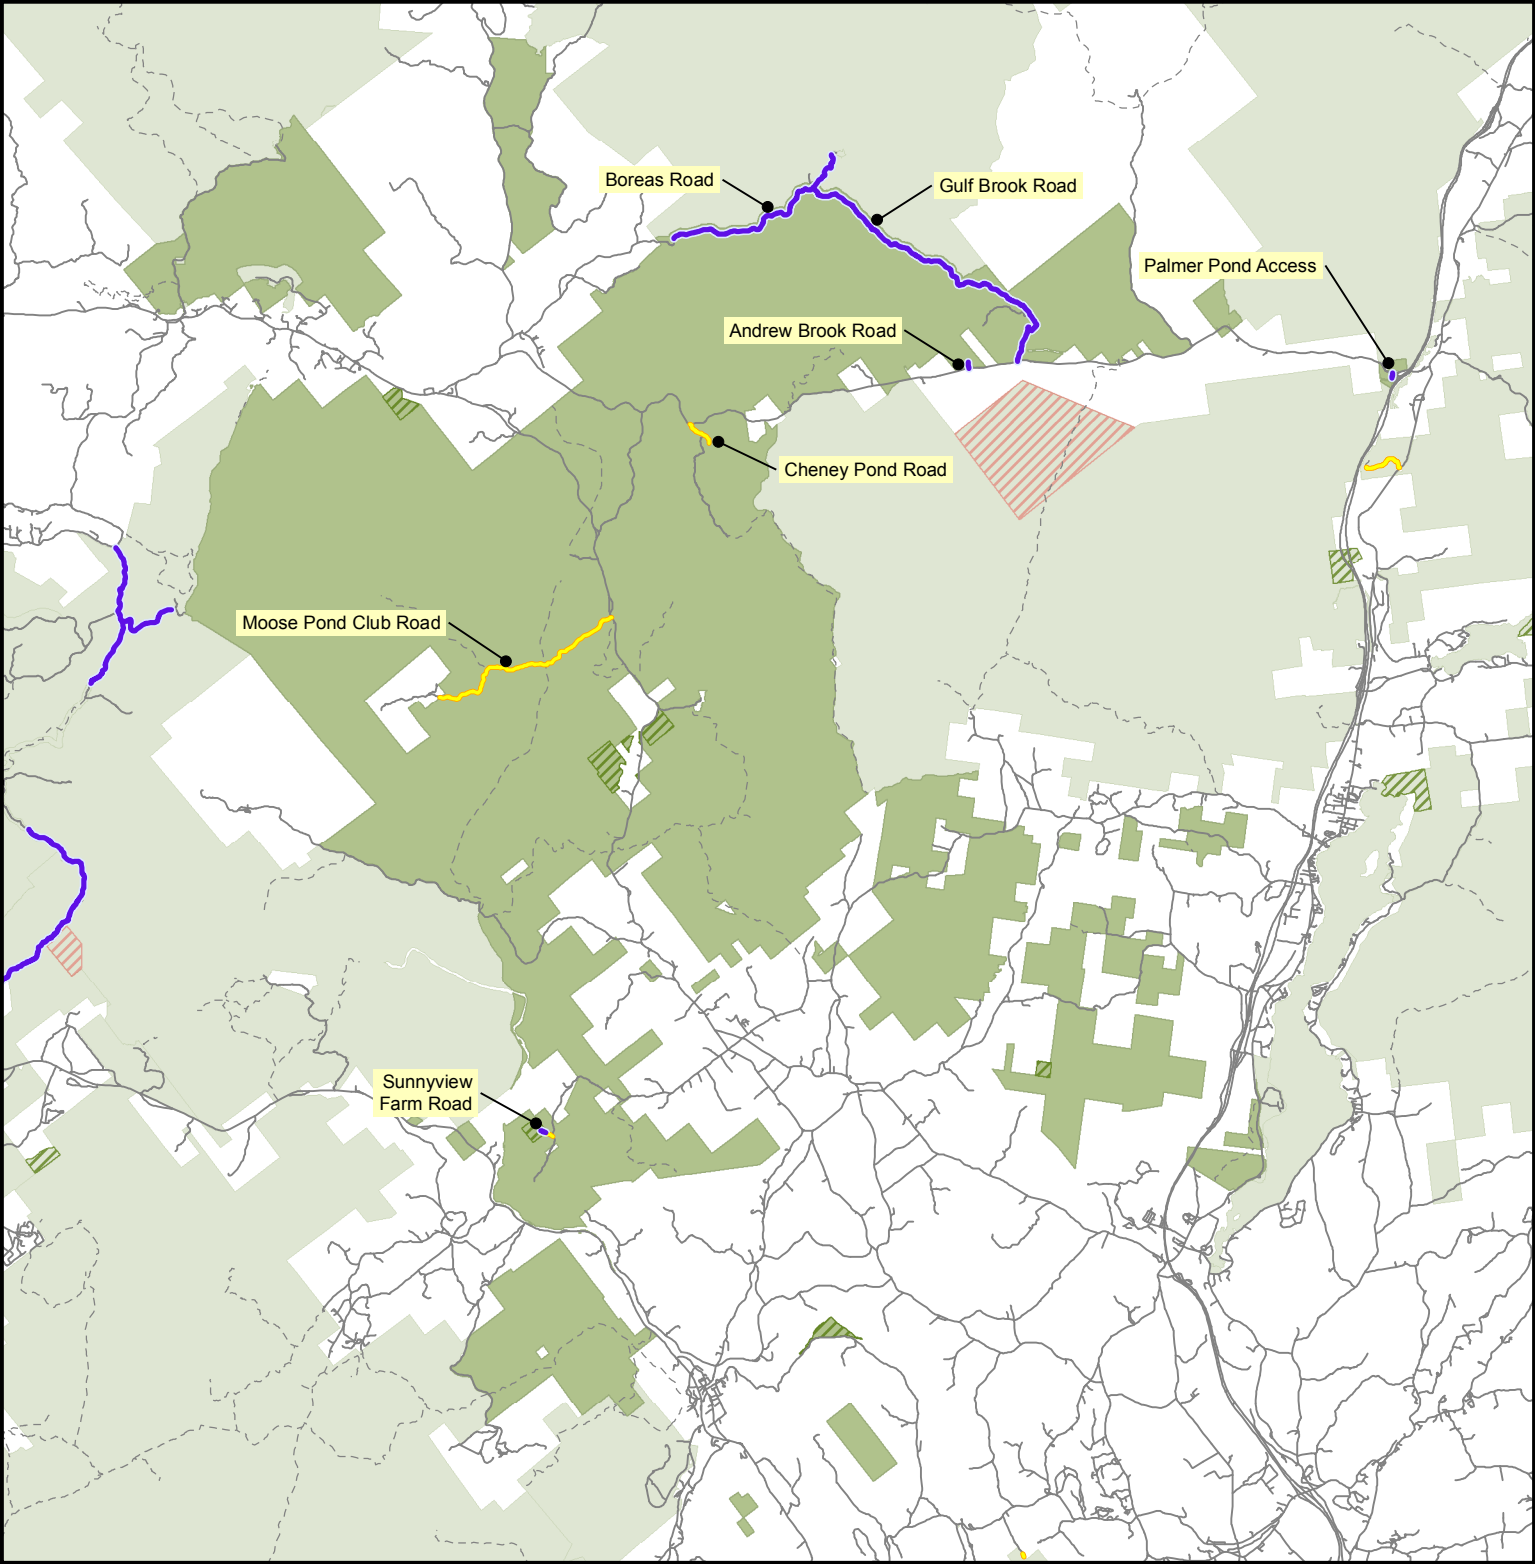 Boreas Road
Gulf Brook Road
Palmer Pond Access
Andrew Brook Road
Cheney Pond Road
Moose Pond Club Road
Sunnyview
Farm Road